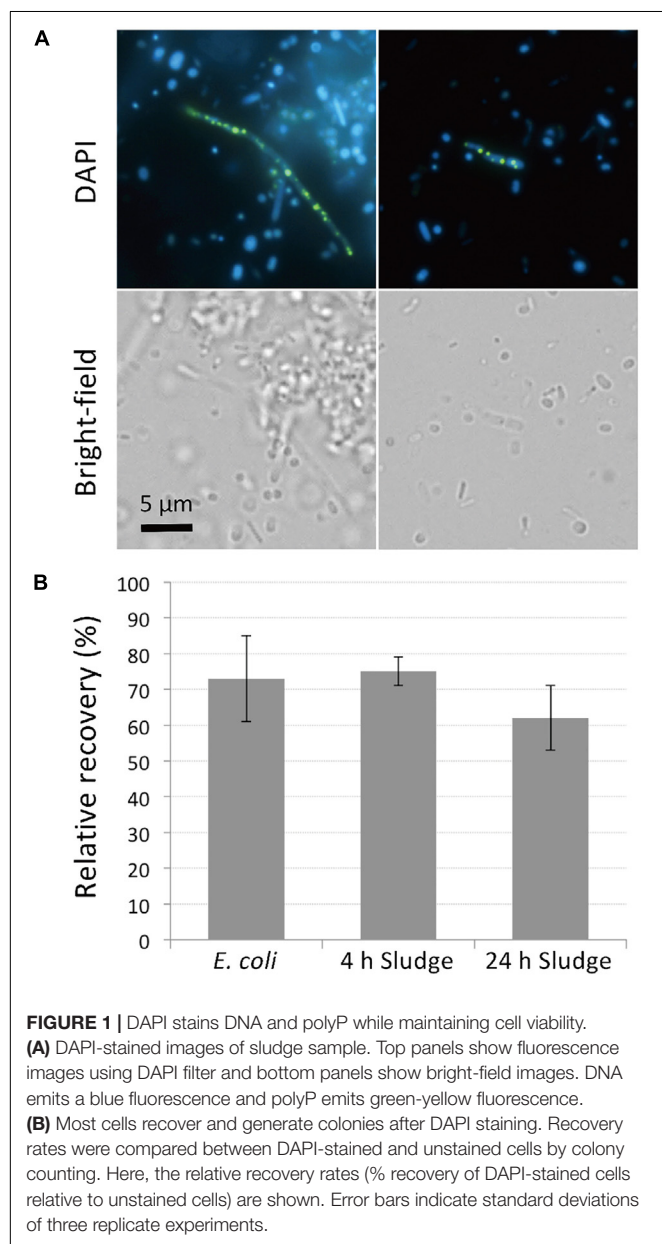 A
DAPI
Bright-field
5 μm
B
Relative recovery (%)
100
90
80
70
60
50
40
30
20
10
0
E. coli
4 h Sludge
24 h Sludge
FIGURE 1 | DAPI stains DNA and polyP while maintaining cell viability.
(A) DAPI-stained images of sludge sample. Top panels show fluorescence
images using DAPI filter and bottom panels show bright-field images. DNA
emits a blue fluorescence and polyP emits green-yellow fluorescence.
(B) Most cells recover and generate colonies after DAPI staining. Recovery
rates were compared between DAPI-stained and unstained cells by colony
counting. Here, the relative recovery rates (% recovery of DAPI-stained cells
relative to unstained cells) are shown. Error bars indicate standard deviations
of three replicate experiments.